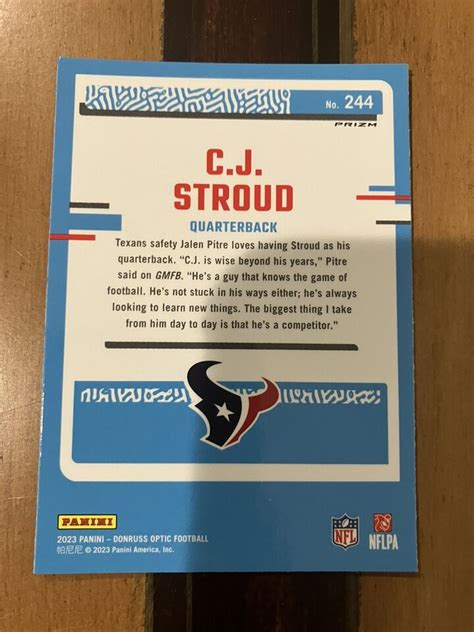 No. 244
PRIZM
C.J.
STROUD
QUARTERBACK
Texans safety Jalen Pitre loves having Stroud as his
quarterback. “C.J. is wise beyond his years,” Pitre
said on GMFB. “He’s a guy that knows the game of
football. He’s not stuck in his ways either; he’s always
looking to learn new things. The biggest thing I take
from him day to day is that he’s a competitor.”
PANINI
2023 PANINI – DONRUSS OPTIC FOOTBALL
帕尼尼 © 2023 Panini America, Inc.
NFL
NFLPA